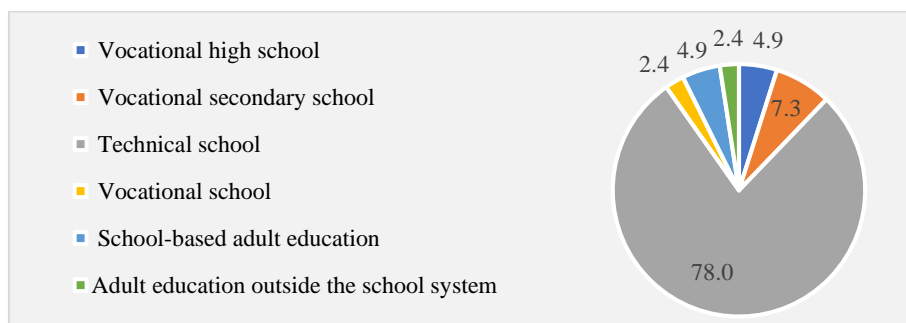 Vocational high school
Vocational secondary school
Technical school
Vocational school
School-based adult education
Adult education outside the school system
4.9
7.3
78.0
2.4
4.9
2.4